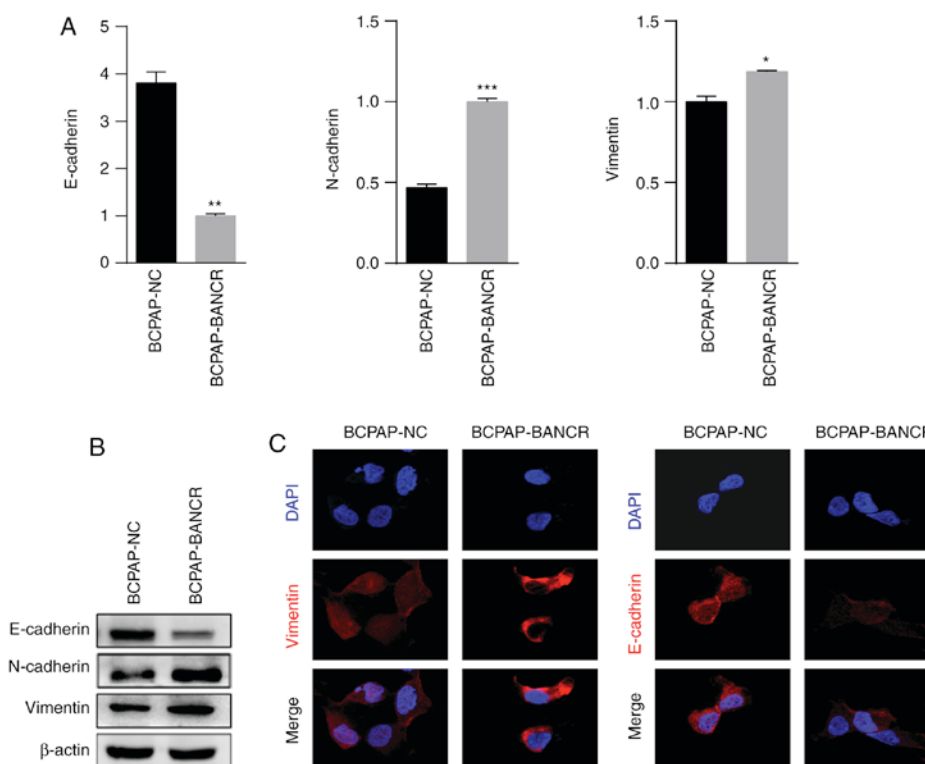 A
E-cadherin
5
4
3
2
1
0
**
BCPAP-NC
BCPAP-BANCR
N-cadherin
1.5
1.0
0.5
0.0
***
BCPAP-NC
BCPAP-BANCR
Vimentin
1.5
1.0
0.5
0.0
*
BCPAP-NC
BCPAP-BANCR
B
BCPAP-NC
BCPAP-BANCR
E-cadherin
N-cadherin
Vimentin
β-actin
C
BCPAP-NC BCPAP-BANCR
DAPI
Vimentin
Merge
BCPAP-NC BCPAP-BANCR
DAPI
E-cadherin
Merge